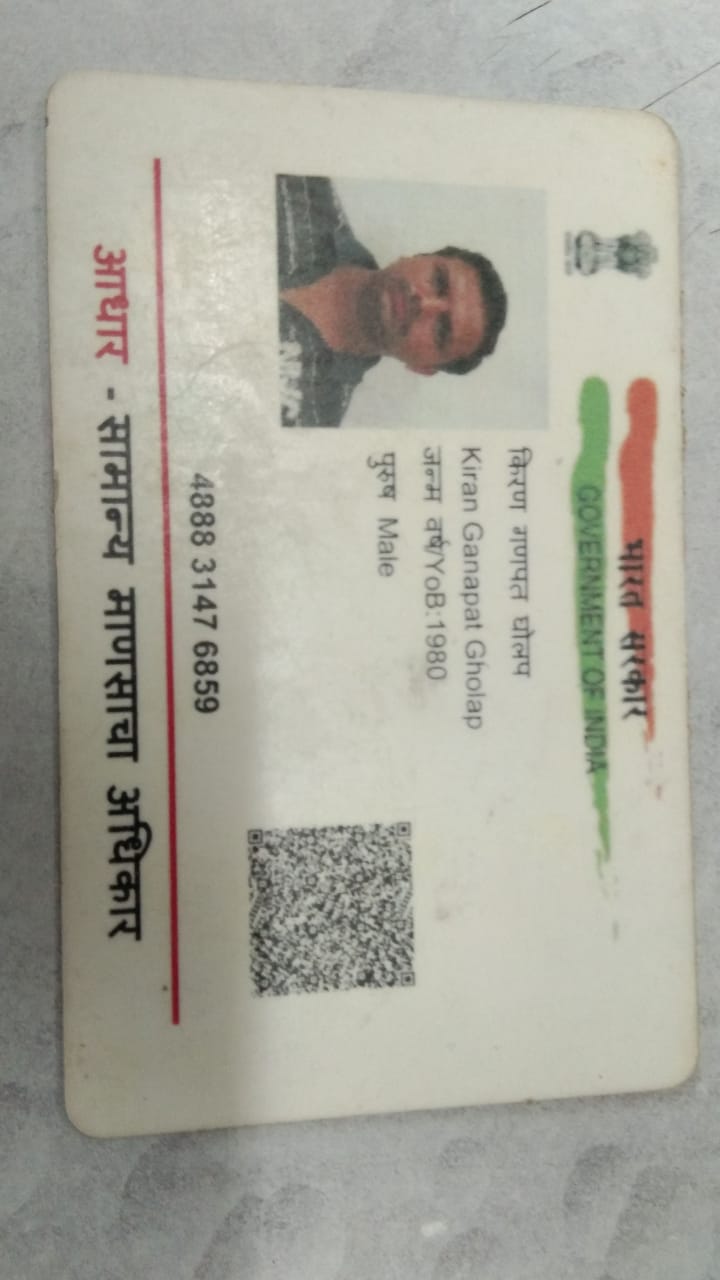 भारत सरकार
GOVERNMENT OF INDIA
किरण गणपत घोलप
Kiran Ganapat Gholap
जन्म वर्ष/YoB:1980
पुरुष Male
4888 3147 6859
आधार - सामान्य माणसाचा अधिकार